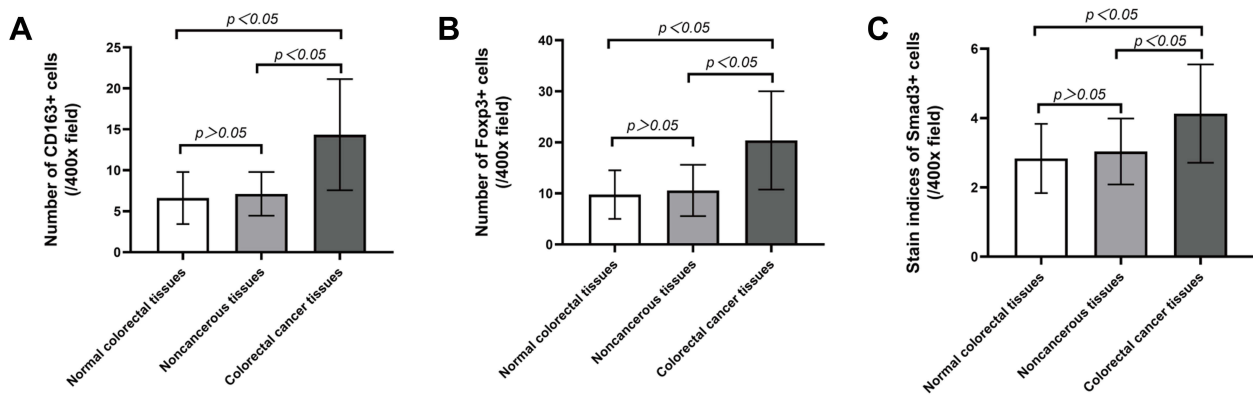 A
Number of CD163+ cells
(/400x field)
25
20
15
10
5
0
p<0.05
p<0.05
p>0.05
Normal colorectal tissues
Noncancerous tissues
Colorectal cancer tissues
B
Number of Foxp3+ cells
(/400x field)
40
30
20
10
0
p<0.05
p<0.05
p>0.05
Normal colorectal tissues
Noncancerous tissues
Colorectal cancer tissues
C
Stain indices of Smad3+ cells
(/400x field)
6
4
2
0
p<0.05
p<0.05
p>0.05
Normal colorectal tissues
Noncancerous tissues
Colorectal cancer tissues